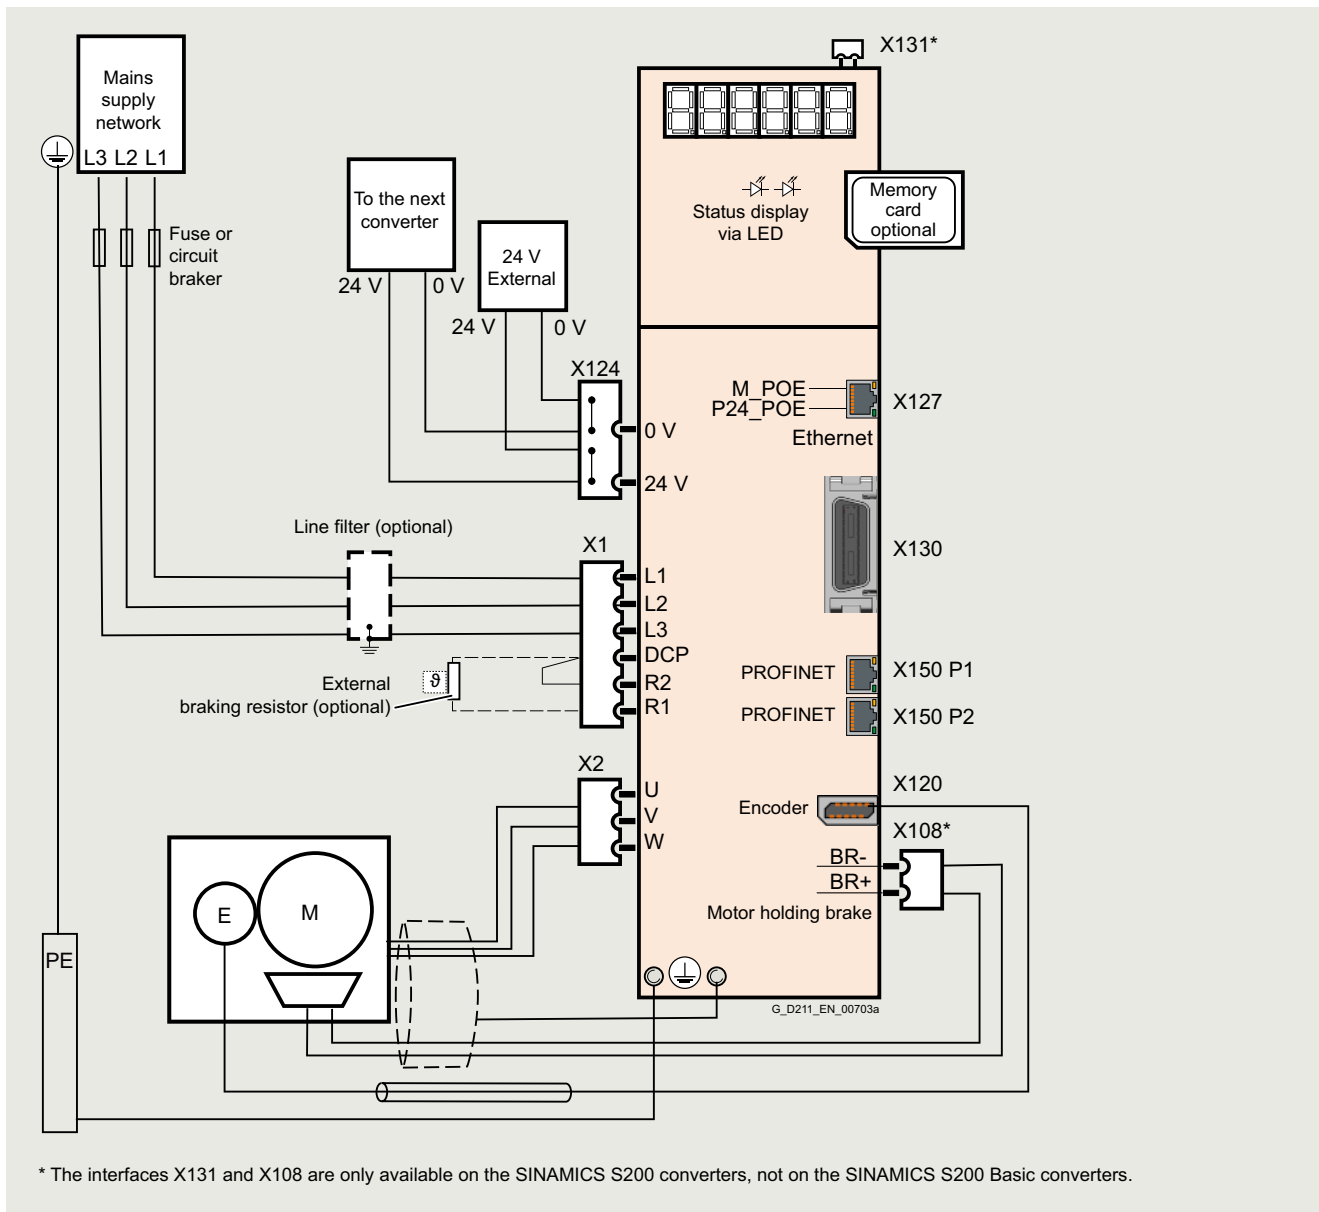 X131*
Mains
supply
network
L3 L2 L1
Fuse or
circuit
braker
To the next
converter
24 V
0 V
24 V
External
24 V
0 V
Status display
via LED
Memory
card
optional
X124
0 V
24 V
M_POE
P24_POE
X127
Ethernet
X130
Line filter (optional)
X1
L1
L2
L3
DCP
R2
R1
ϑ
External
braking resistor (optional)
PROFINET
X150 P1
PROFINET
X150 P2
X2
U
V
W
X120
Encoder
X108*
BR-
BR+
Motor holding brake
E
M
PE
G_D211_EN_00703a
* The interfaces X131 and X108 are only available on the SINAMICS S200 converters, not on the SINAMICS S200 Basic converters.